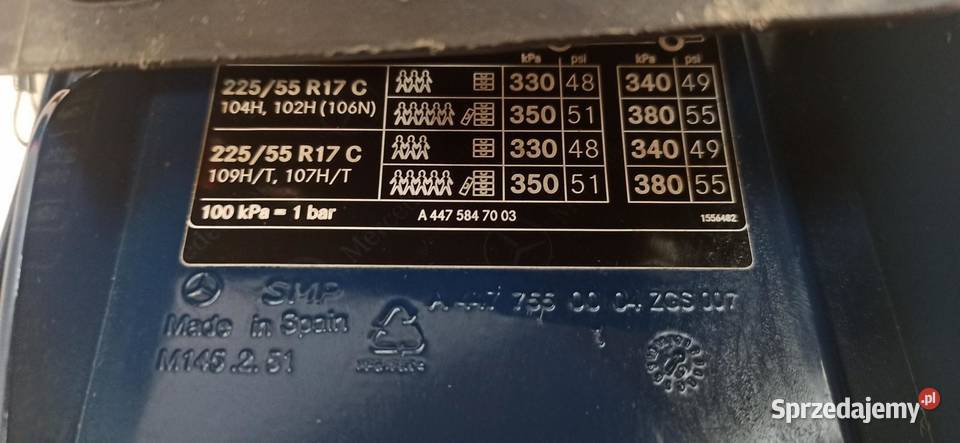 kPa psi kPa psi
225/55 R17 C 330 48 340 49
104H, 102H (106N) 350 51 380 55
225/55 R17 C 330 48 340 49
109H/T, 107H/T 350 51 380 55
100 kPa = 1 bar A 447 584 70 03 1556482
SMP A 447 755 00 04 ZGS 007
Made in Spain
M145.2.51
Sprzedajemy.pl